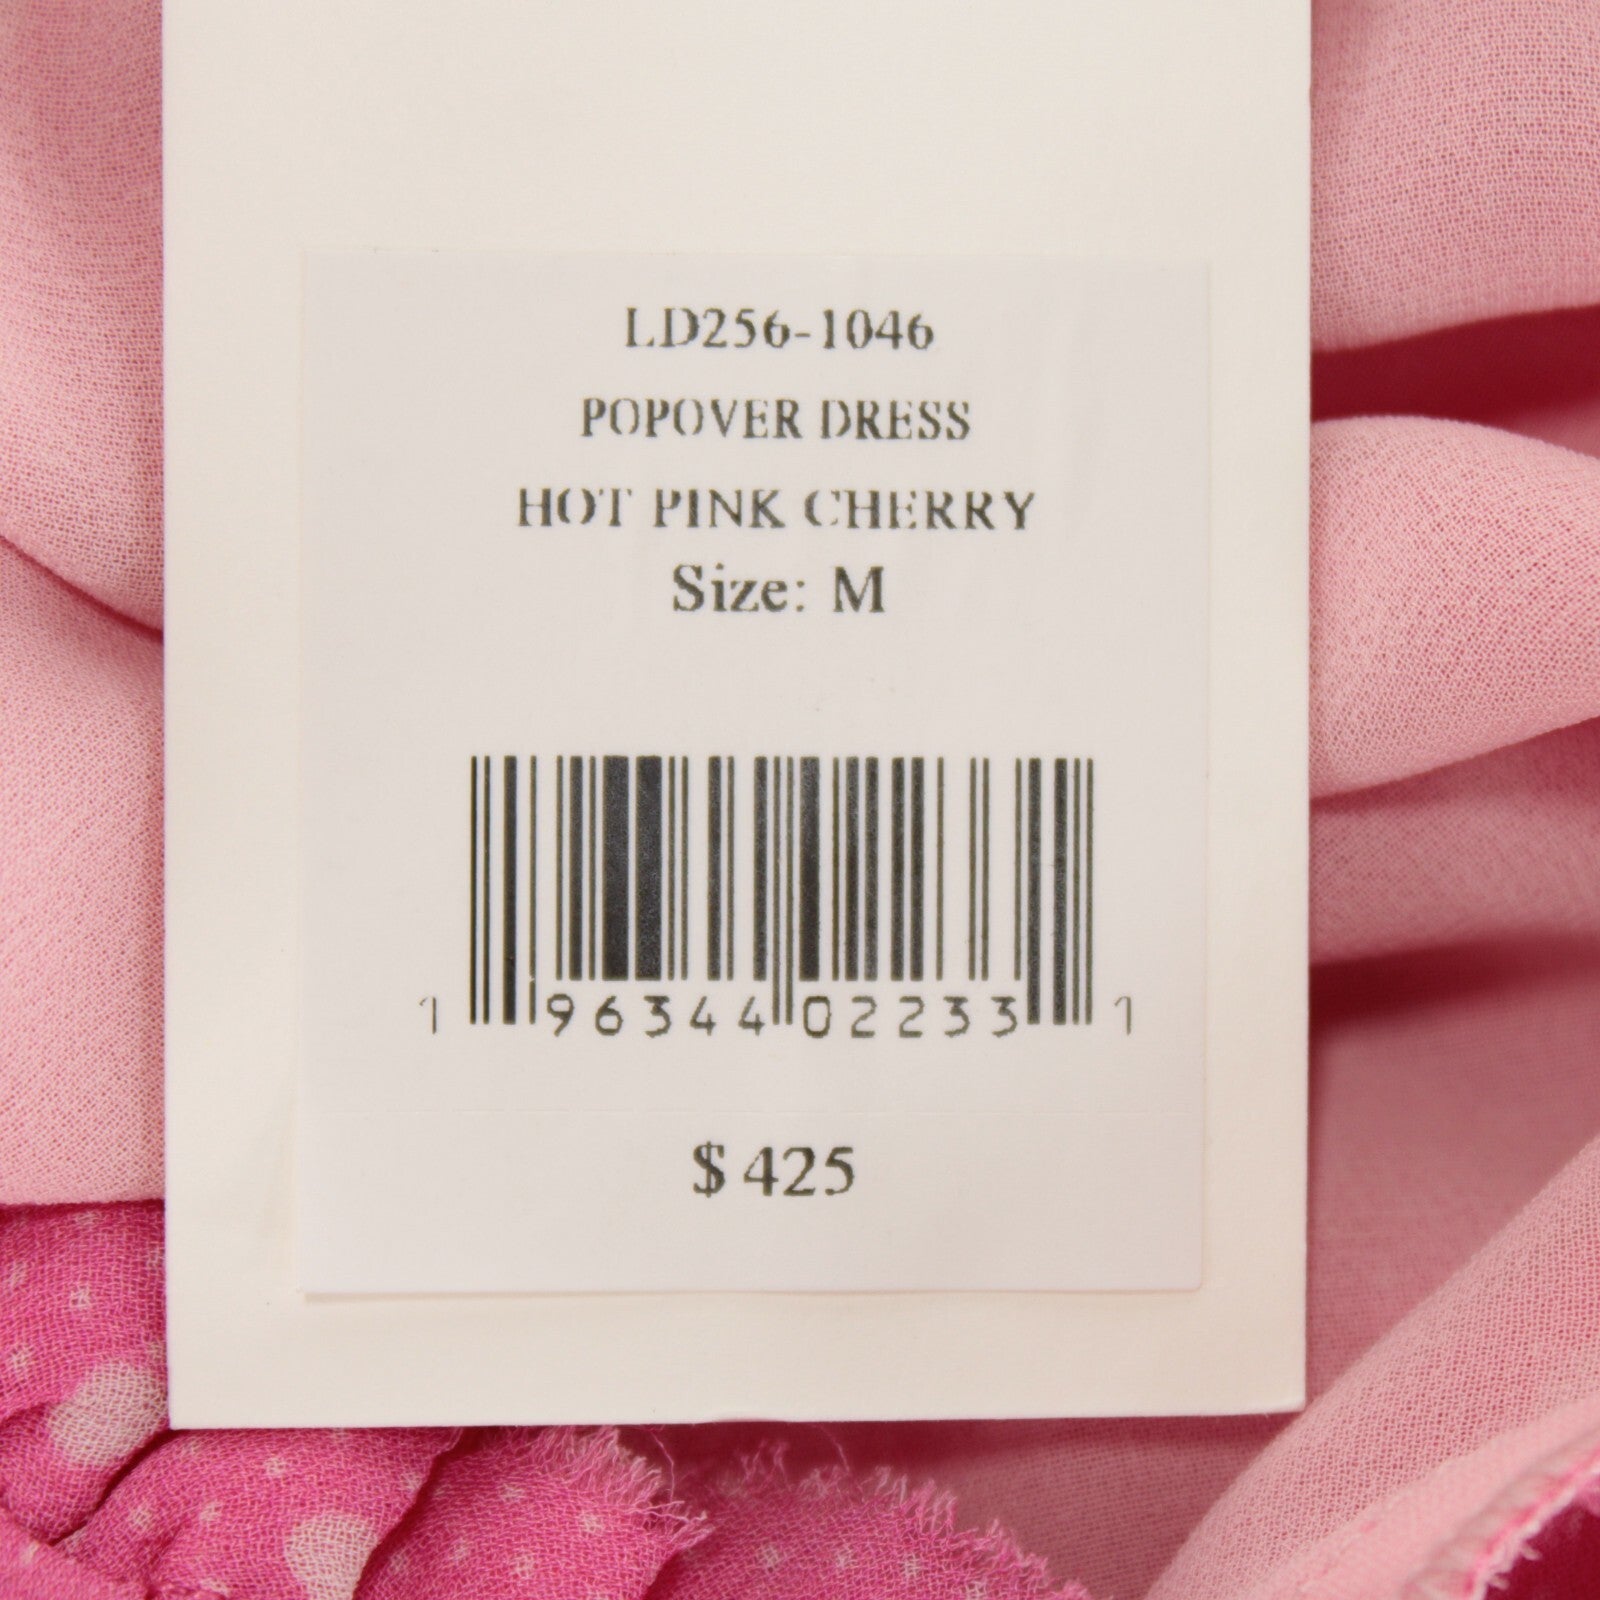 LD256-1046
POPOVER DRESS
HOT PINK CHERRY
Size: M
1 96344 02233 1
$ 425